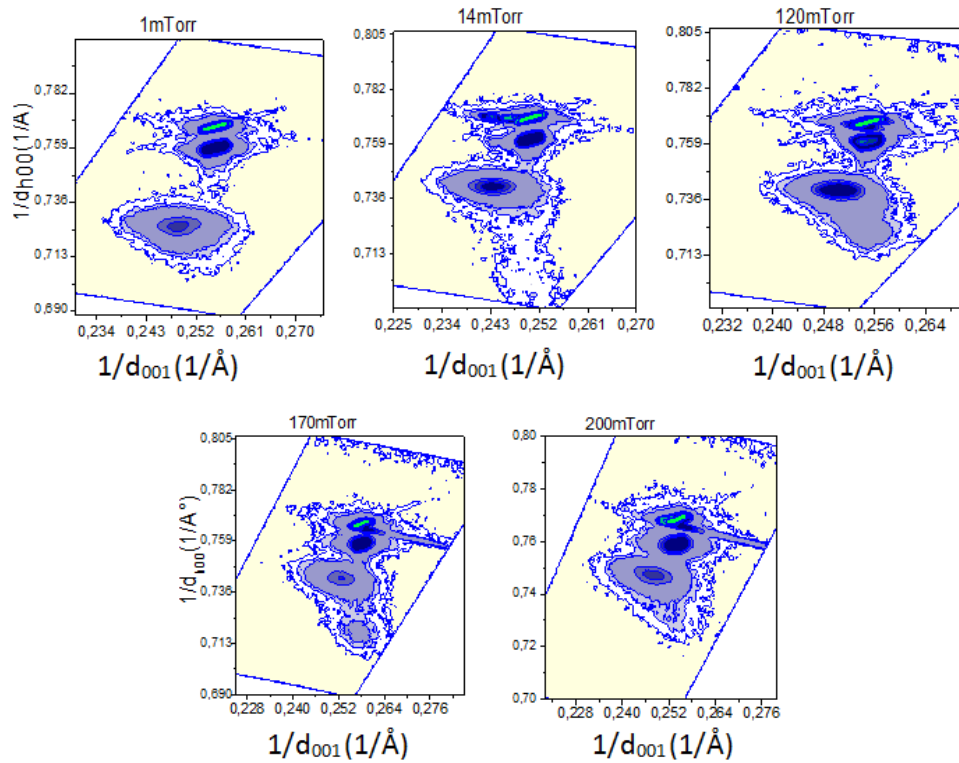 1mTorr
14mTorr
120mTorr
0,782
0,759
0,736
0,713
0,690
1/dh00 (1/A)
0,234 0,243 0,252 0,261 0,270
1/d001 (1/Å)
0,805
0,782
0,759
0,736
0,713
0,225 0,234 0,243 0,252 0,261 0,270
1/d001 (1/Å)
0,805
0,782
0,759
0,736
0,713
0,232 0,240 0,248 0,256 0,264
1/d001 (1/Å)
170mTorr
200mTorr
0,805
0,782
0,759
0,736
0,713
0,690
1/dh00 (1/A°)
0,228 0,240 0,252 0,264 0,276
1/d001 (1/Å)
0,80
0,78
0,76
0,74
0,72
0,70
0,228 0,240 0,252 0,264 0,276
1/d001 (1/Å)